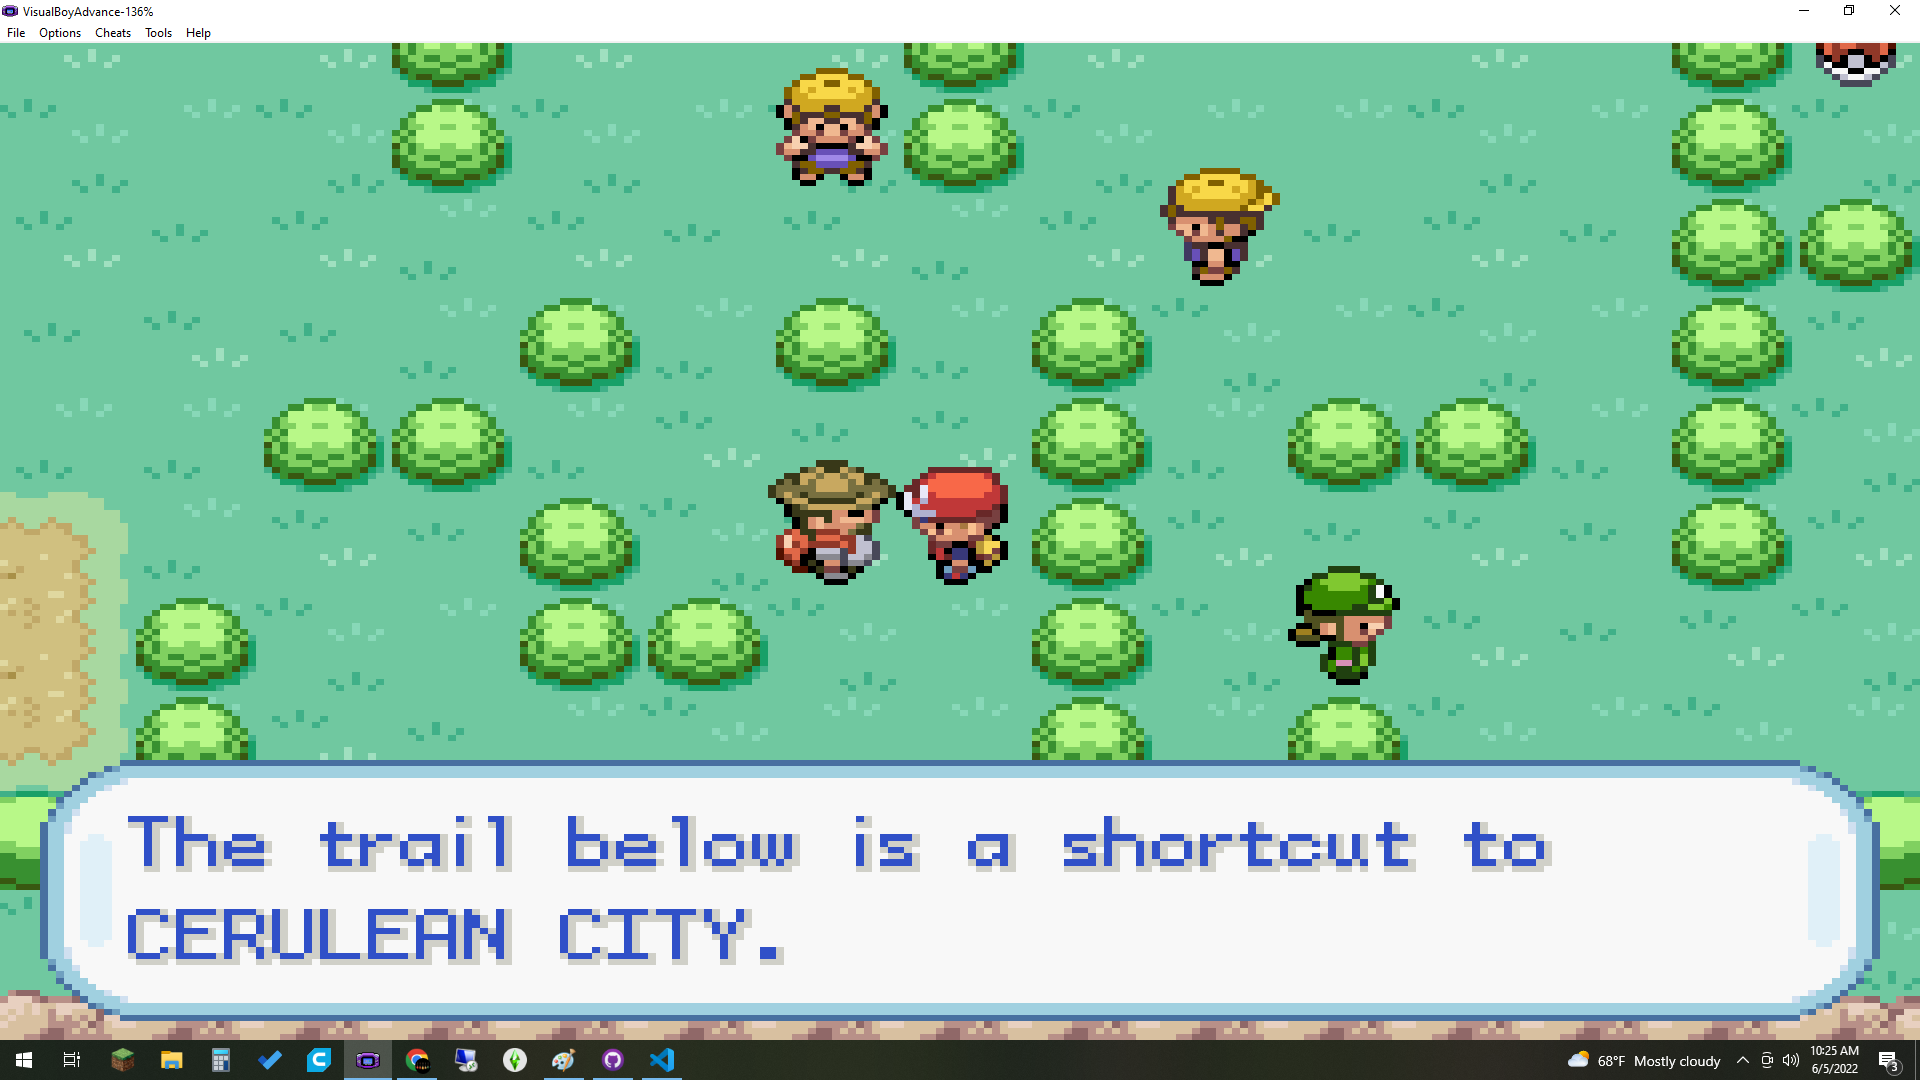 VisualBoyAdvance-136%
File Options Cheats Tools Help
The trail below is a shortcut to
CERULEAN CITY.
68°F Mostly cloudy
10:25 AM
6/5/2022
3